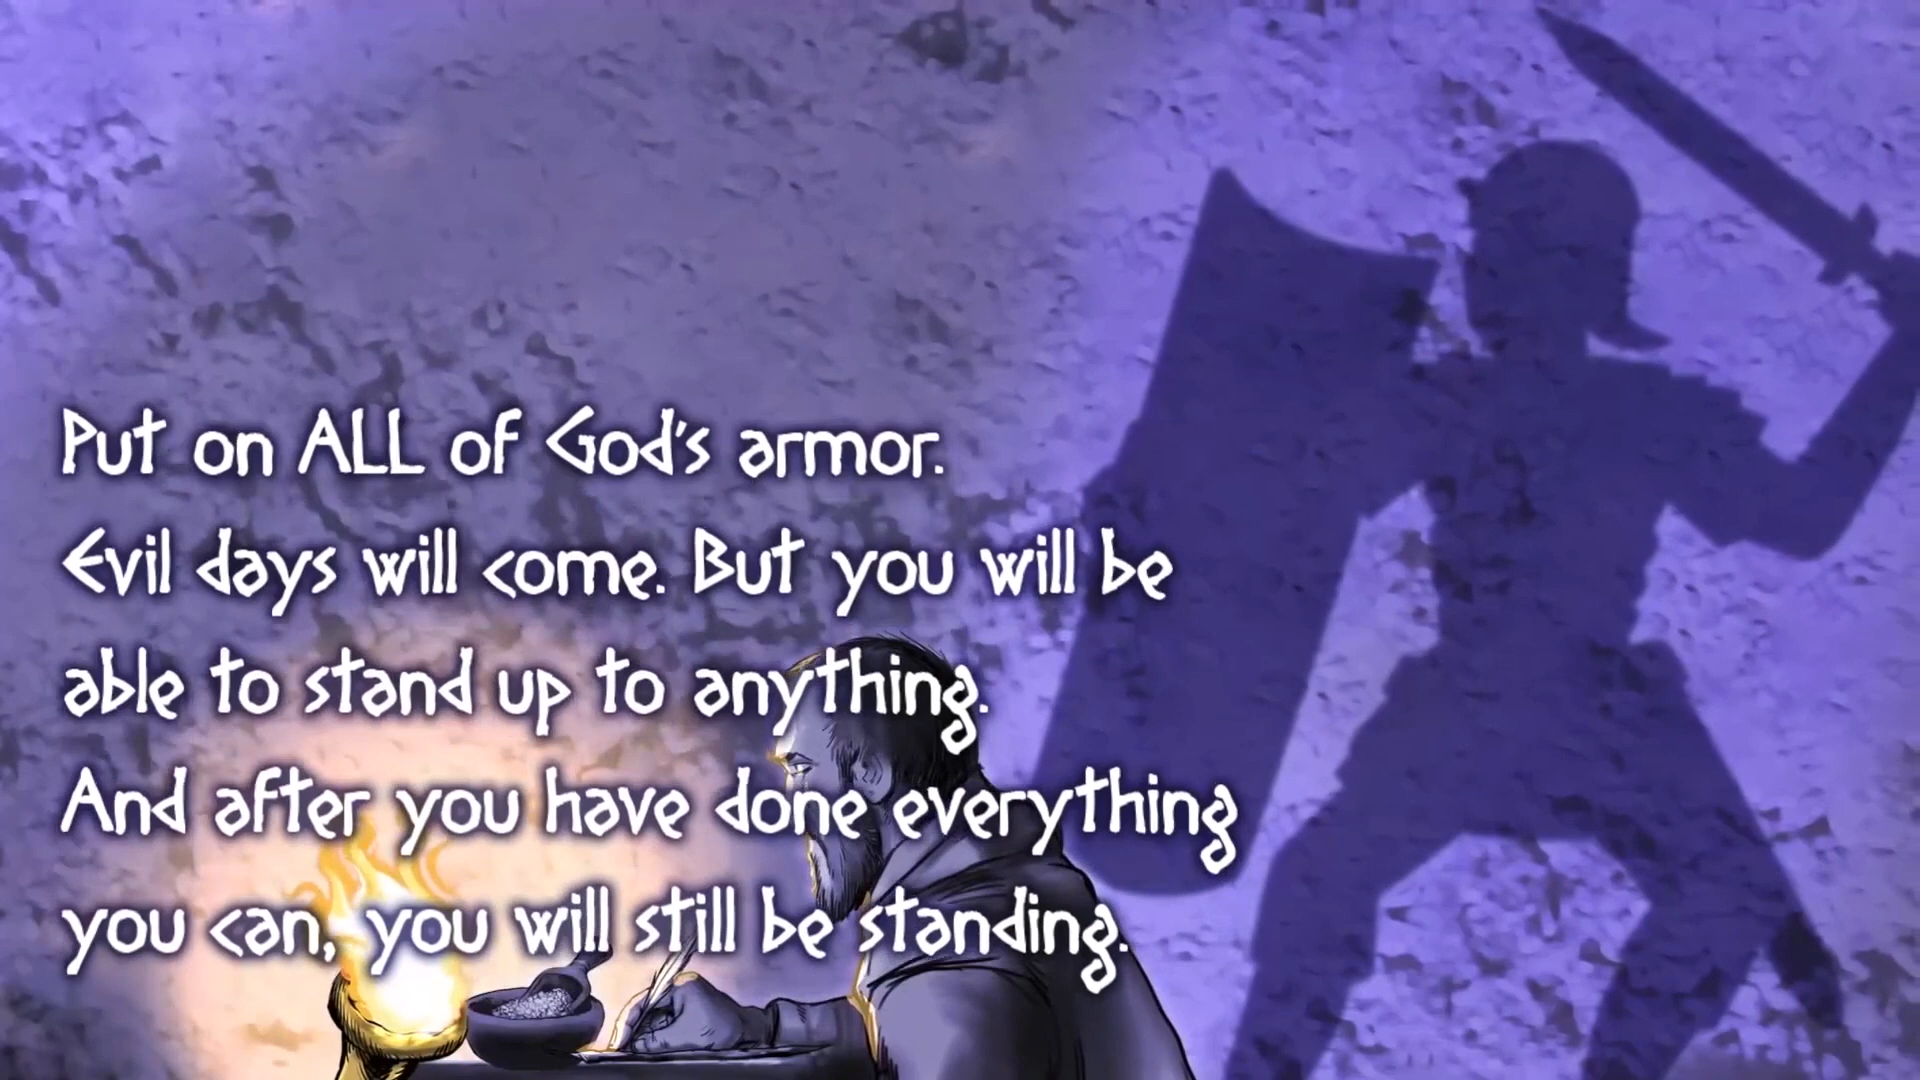 Put on ALL of God's armor.
Evil days will come. But you will be
able to stand up to anything.
And after you have done everything
you can, you will still be standing.